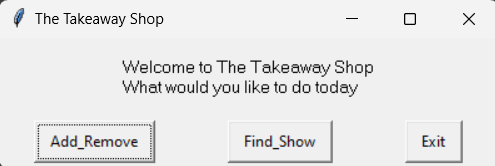 The Takeaway Shop
Welcome to The Takeaway Shop
What would you like to do today
Add_Remove
Find_Show
Exit